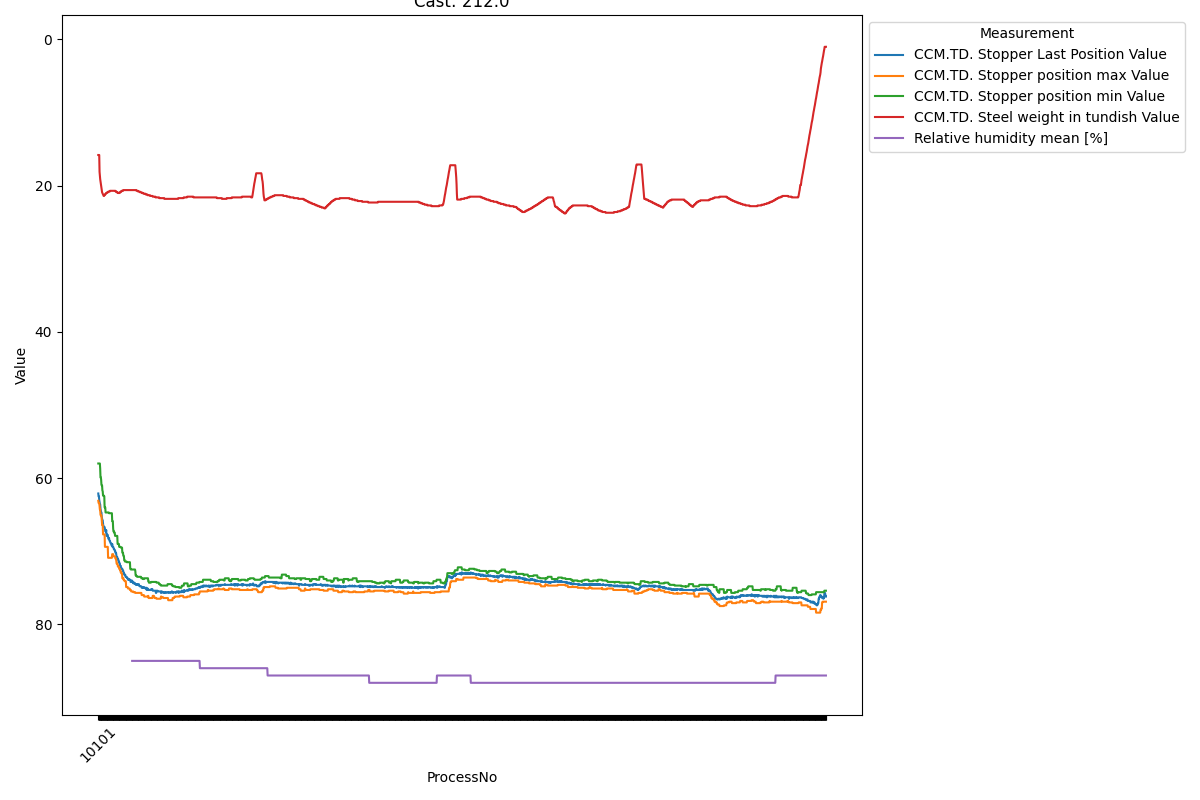 Cast: 212.0
Measurement
CCM.TD. Stopper Last Position Value
CCM.TD. Stopper position max Value
CCM.TD. Stopper position min Value
CCM.TD. Steel weight in tundish Value
Relative humidity mean [%]
0
20
40
60
80
Value
10101
ProcessNo